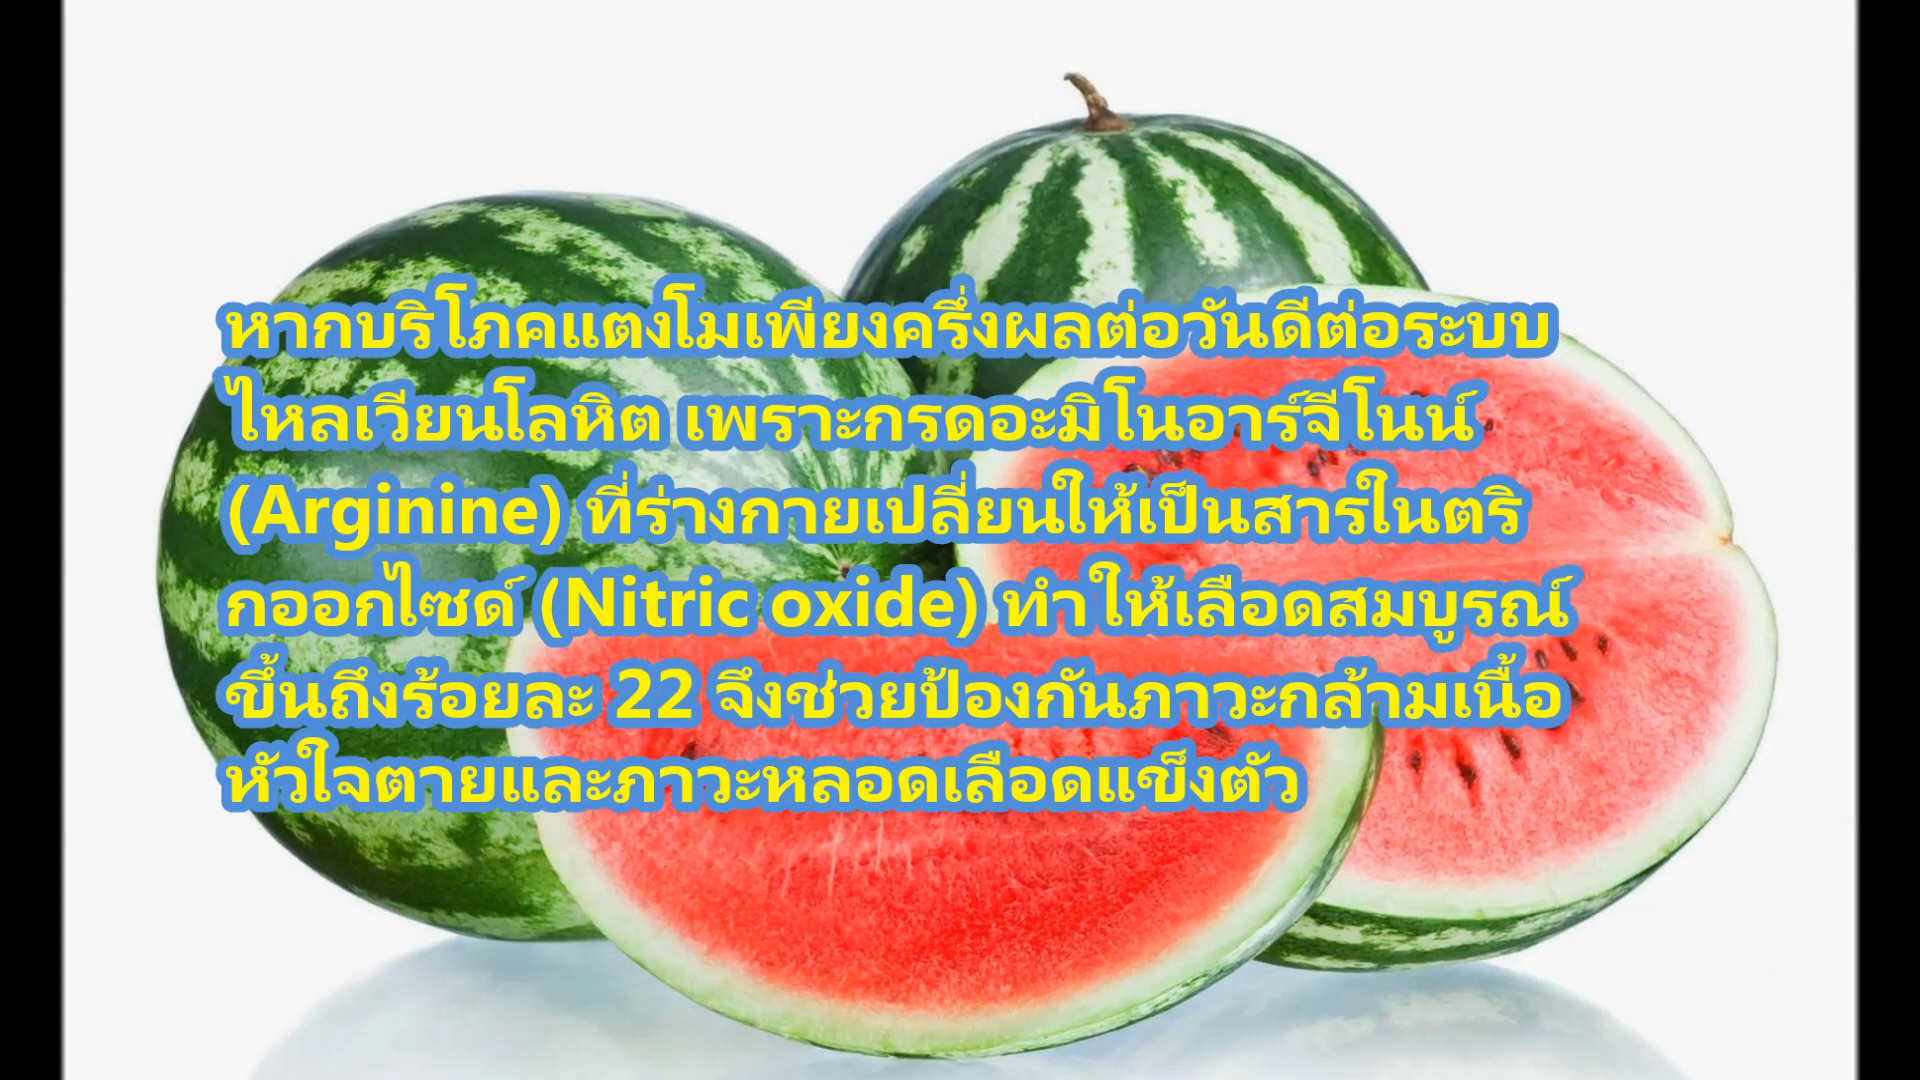 หากบริโภคแตงโมเพียงครึ่งผลต่อวันดีต่อระบบ
ไหลเวียนโลหิต เพราะกรดอะมิโนอาร์จีโนน์
(Arginine) ที่ร่างกายเปลี่ยนให้เป็นสารในตริ
กออกไซด์ (Nitric oxide) ทำให้เลือดสมบูรณ์
ขึ้นถึงร้อยละ 22 จึงช่วยป้องกันภาวะกล้ามเนื้อ
หัวใจตายและภาวะหลอดเลือดแข็งตัว